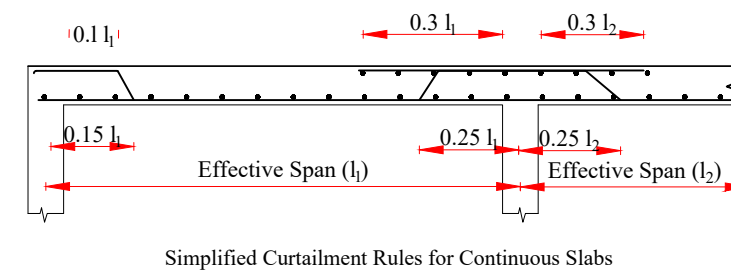 0.1 l₁ 0.3 l₁ 0.3 l₂
0.15 l₁ 0.25 l₁ 0.25 l₂
Effective Span (l₁) Effective Span (l₂)
Simplified Curtailment Rules for Continuous Slabs